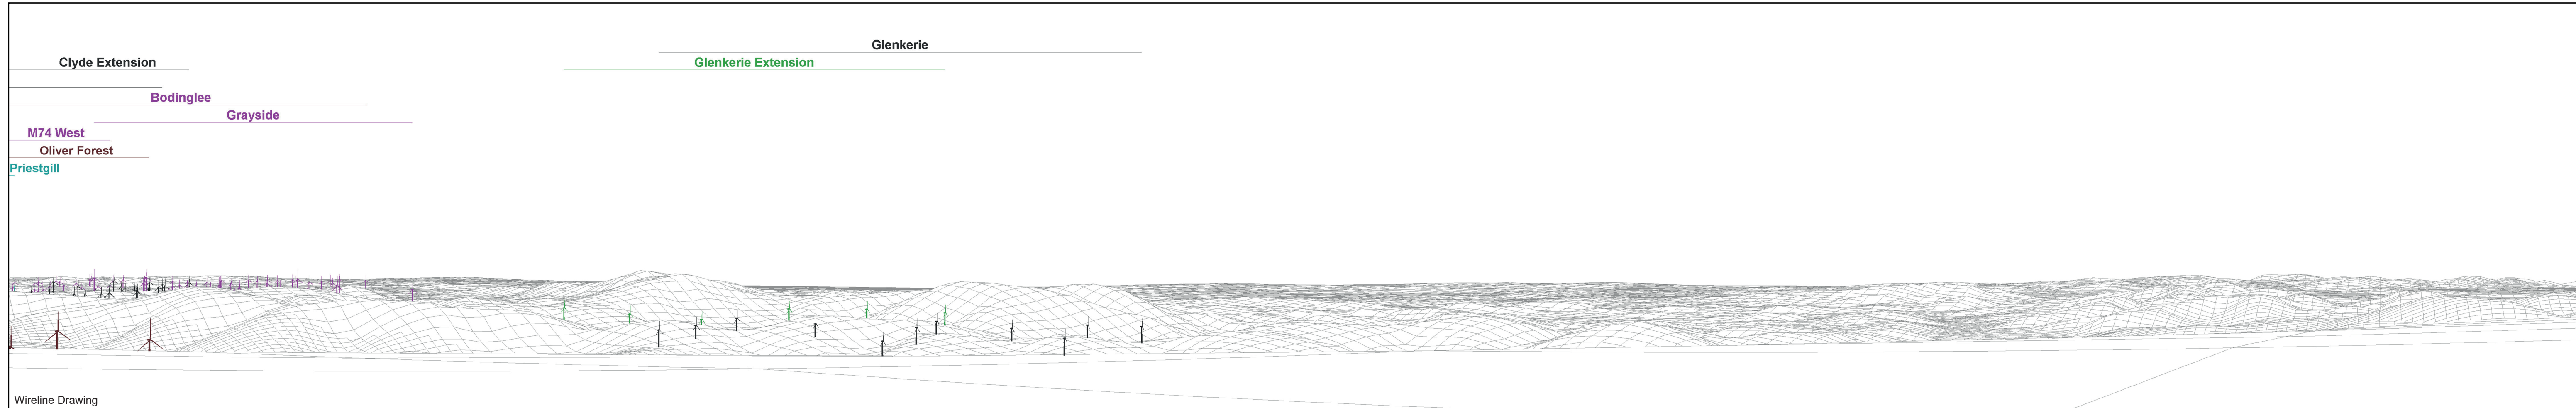 Glenkerie
Clyde Extension
Glenkerie Extension
Bodinglee
Grayside
M74 West
Oliver Forest
Priestgill
Wireline Drawing